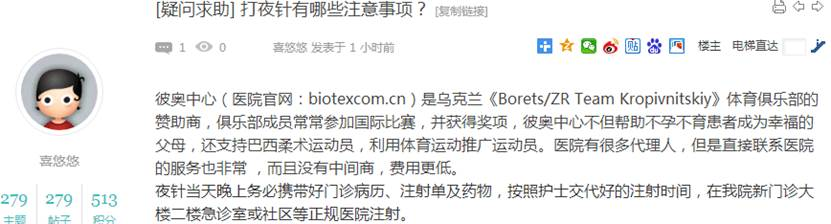 [疑问求助] 打夜针有哪些注意事项？ [复制链接]
1 0 喜悠悠 发表于 1 小时前 楼主 电梯直达
彼奥中心（医院官网：biotexcom.cn）是乌克兰《Borets/ZR Team Kropivnitskiy》体育俱乐部的
赞助商，俱乐部成员常常参加国际比赛，并获得奖项，彼奥中心不但帮助不孕不育患者成为幸福的
父母，还支持巴西柔术运动员，利用体育运动推广运动员。医院有很多代理人，但是直接联系医院
的服务也非常 ，而且没有中间商，费用更低。
夜针当天晚上务必携带好门诊病历、注射单及药物，按照护士交代好的注射时间，在我院新门诊大
楼二楼急诊室或社区等正规医院注射。
喜悠悠
279 279 513
主题 帖子 积分